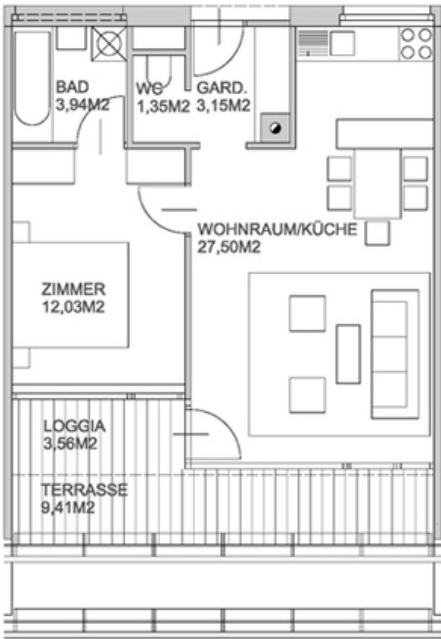 BAD
3,94M2
WC
1,35M2
GARD.
3,15M2
WOHNRAUM/KÜCHE
27,50M2
ZIMMER
12,03M2
LOGGIA
3,56M2
TERRASSE
9,41M2